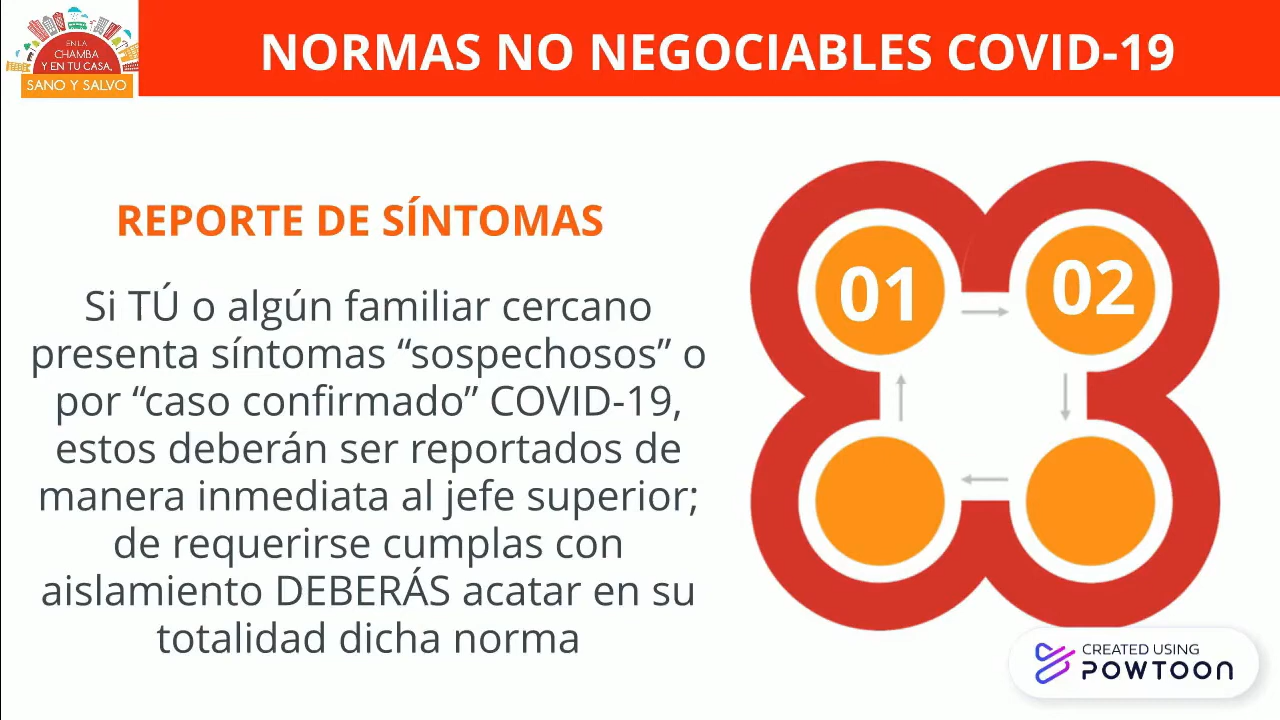 EN LA
CHAMBA
Y EN TU CASA,
SANO Y SALVO
NORMAS NO NEGOCIABLES COVID-19
REPORTE DE SÍNTOMAS
Si TÚ o algún familiar cercano
presenta síntomas “sospechosos” o
por “caso confirmado” COVID-19,
estos deberán ser reportados de
manera inmediata al jefe superior;
de requerirse cumplas con
aislamiento DEBERÁS acatar en su
totalidad dicha norma
01
02
CREATED USING
POWTOON